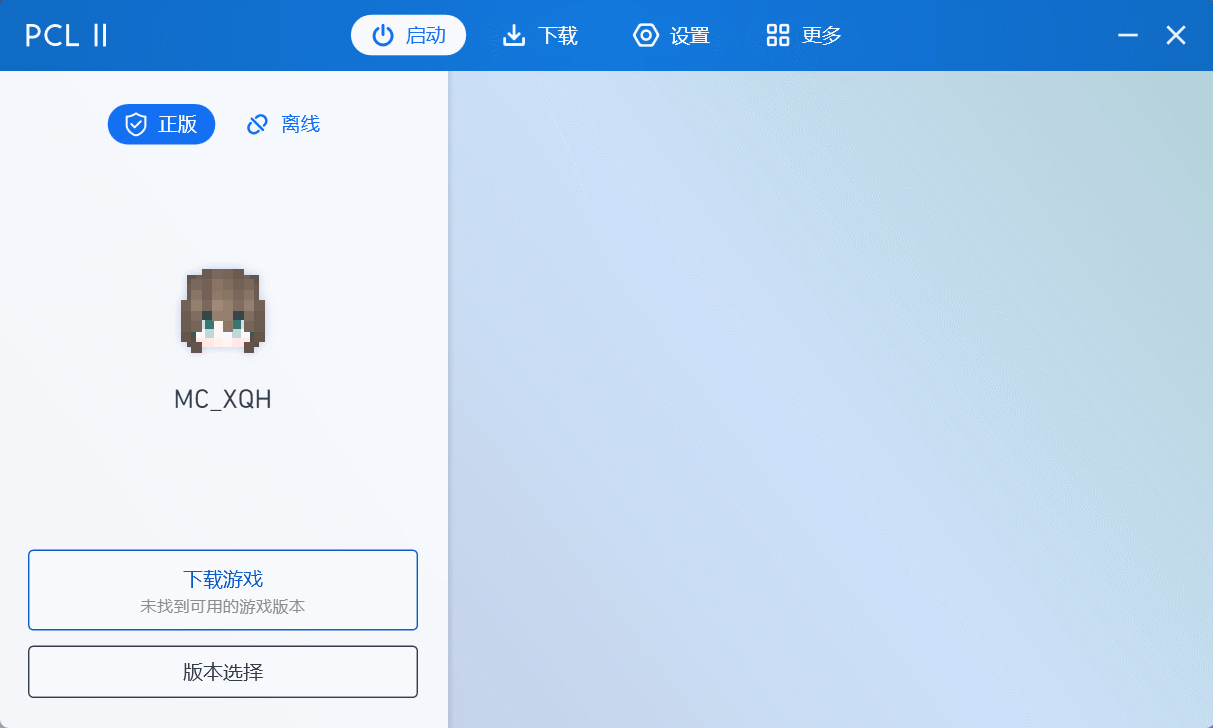 PCL II
启动
下载
设置
更多
正版
离线
MC_XQH
下载游戏
未找到可用的游戏版本
版本选择